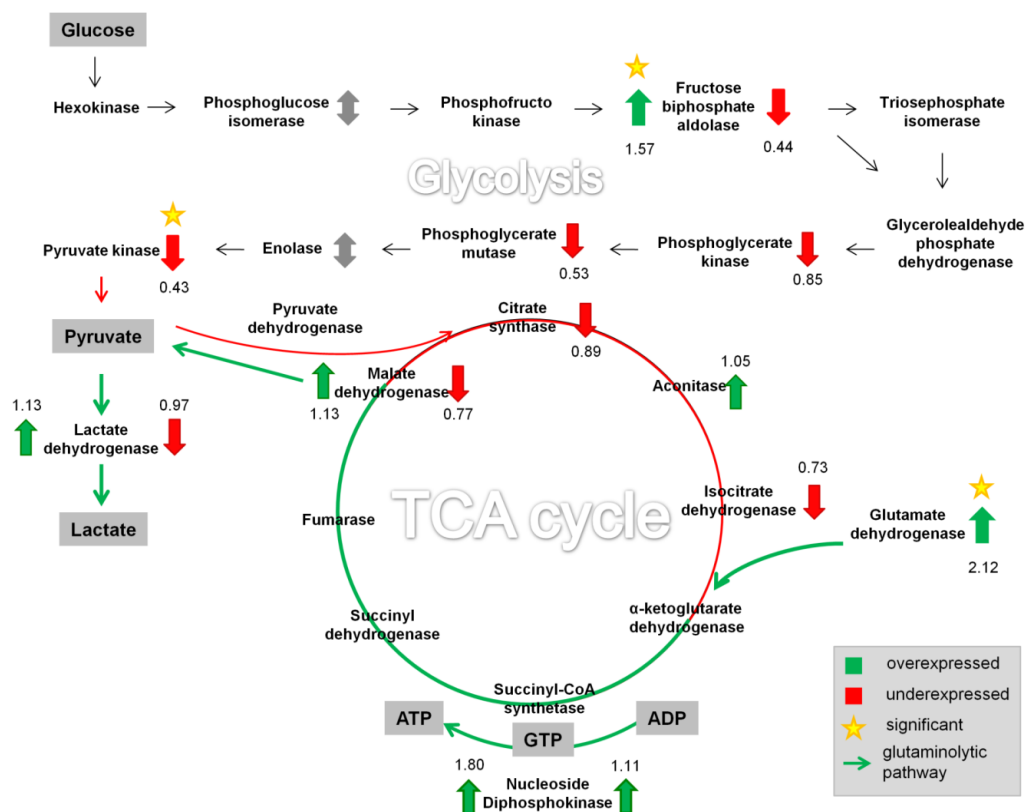 Glucose
Hexokinase
Phosphoglucose
isomerase
Phosphofructo
kinase
1.57
Fructose
biphosphate
aldolase
0.44
Triosephosphate
isomerase
Glycolysis
Pyruvate kinase
0.43
Enolase
Phosphoglycerate
mutase
0.53
Phosphoglycerate
kinase
0.85
Glycerolealdehyde
phosphate
dehydrogenase
Pyruvate
Pyruvate
dehydrogenase
Citrate
synthase
0.89
1.13
Malate
dehydrogenase
0.77
1.05
Aconitase
1.13
Lactate
dehydrogenase
0.97
Lactate
TCA cycle
Fumarase
0.73
Isocitrate
dehydrogenase
Glutamate
dehydrogenase
2.12
Succinyl
dehydrogenase
α-ketoglutarate
dehydrogenase
Succinyl-CoA
synthetase
ATP
GTP
ADP
1.80
Nucleoside
Diphosphokinase
1.11
overexpressed
underexpressed
significant
glutaminolytic
pathway